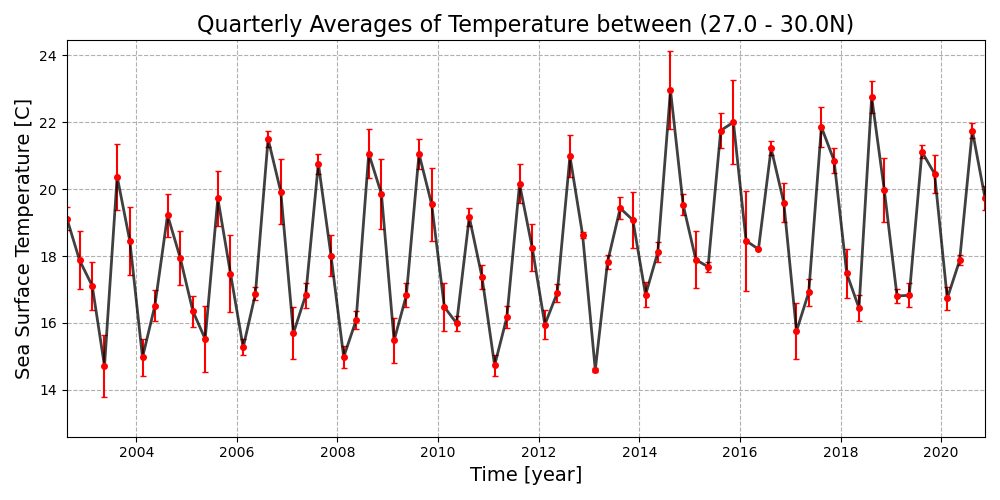 Quarterly Averages of Temperature between (27.0 - 30.0N)
Sea Surface Temperature [C]
24
22
20
18
16
14
2004 2006 2008 2010 2012 2014 2016 2018 2020
Time [year]